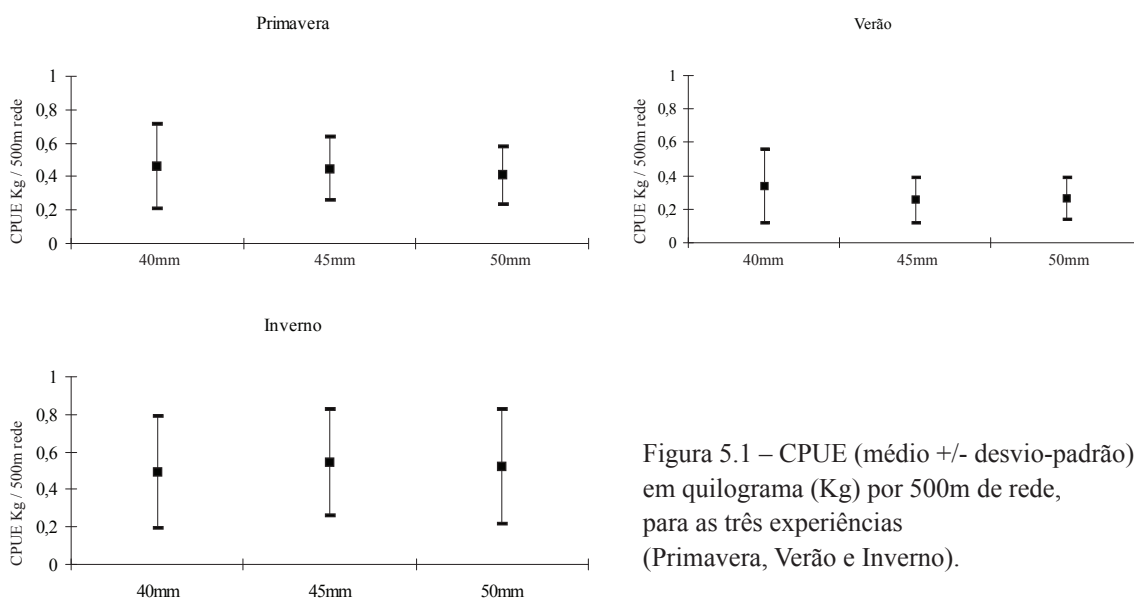 Primavera
CPUE Kg / 500m rede
1
0,8
0,6
0,4
0,2
0
40mm 45mm 50mm
Verão
CPUE Kg / 500m rede
1
0,8
0,6
0,4
0,2
0
40mm 45mm 50mm
Inverno
CPUE Kg / 500m rede
1
0,8
0,6
0,4
0,2
0
40mm 45mm 50mm
Figura 5.1 – CPUE (médio +/- desvio-padrão)
em quilograma (Kg) por 500m de rede,
para as três experiências
(Primavera, Verão e Inverno).